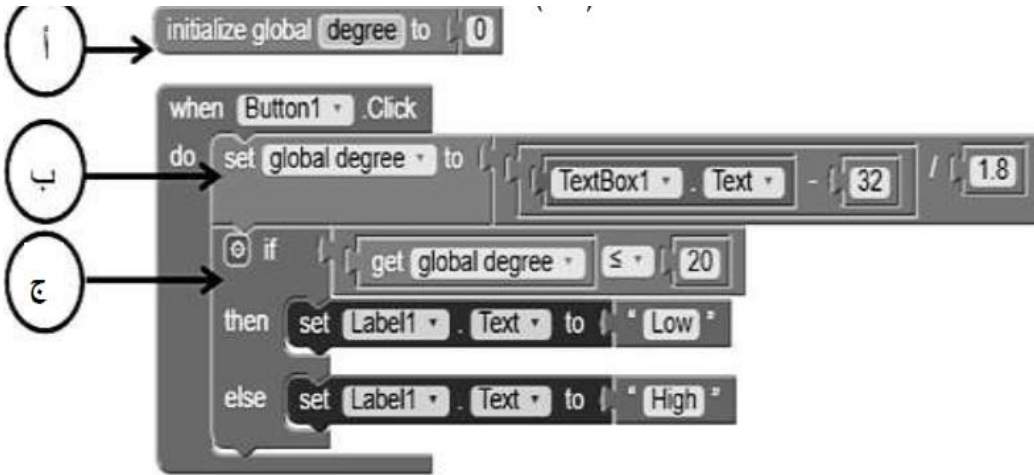 أ
initialize global degree to 0
when Button1 .Click
ب
do set global degree to TextBox1 . Text - 32 / 1.8
ج
if get global degree ≤ 20
then set Label1 . Text to " Low "
else set Label1 . Text to " High "